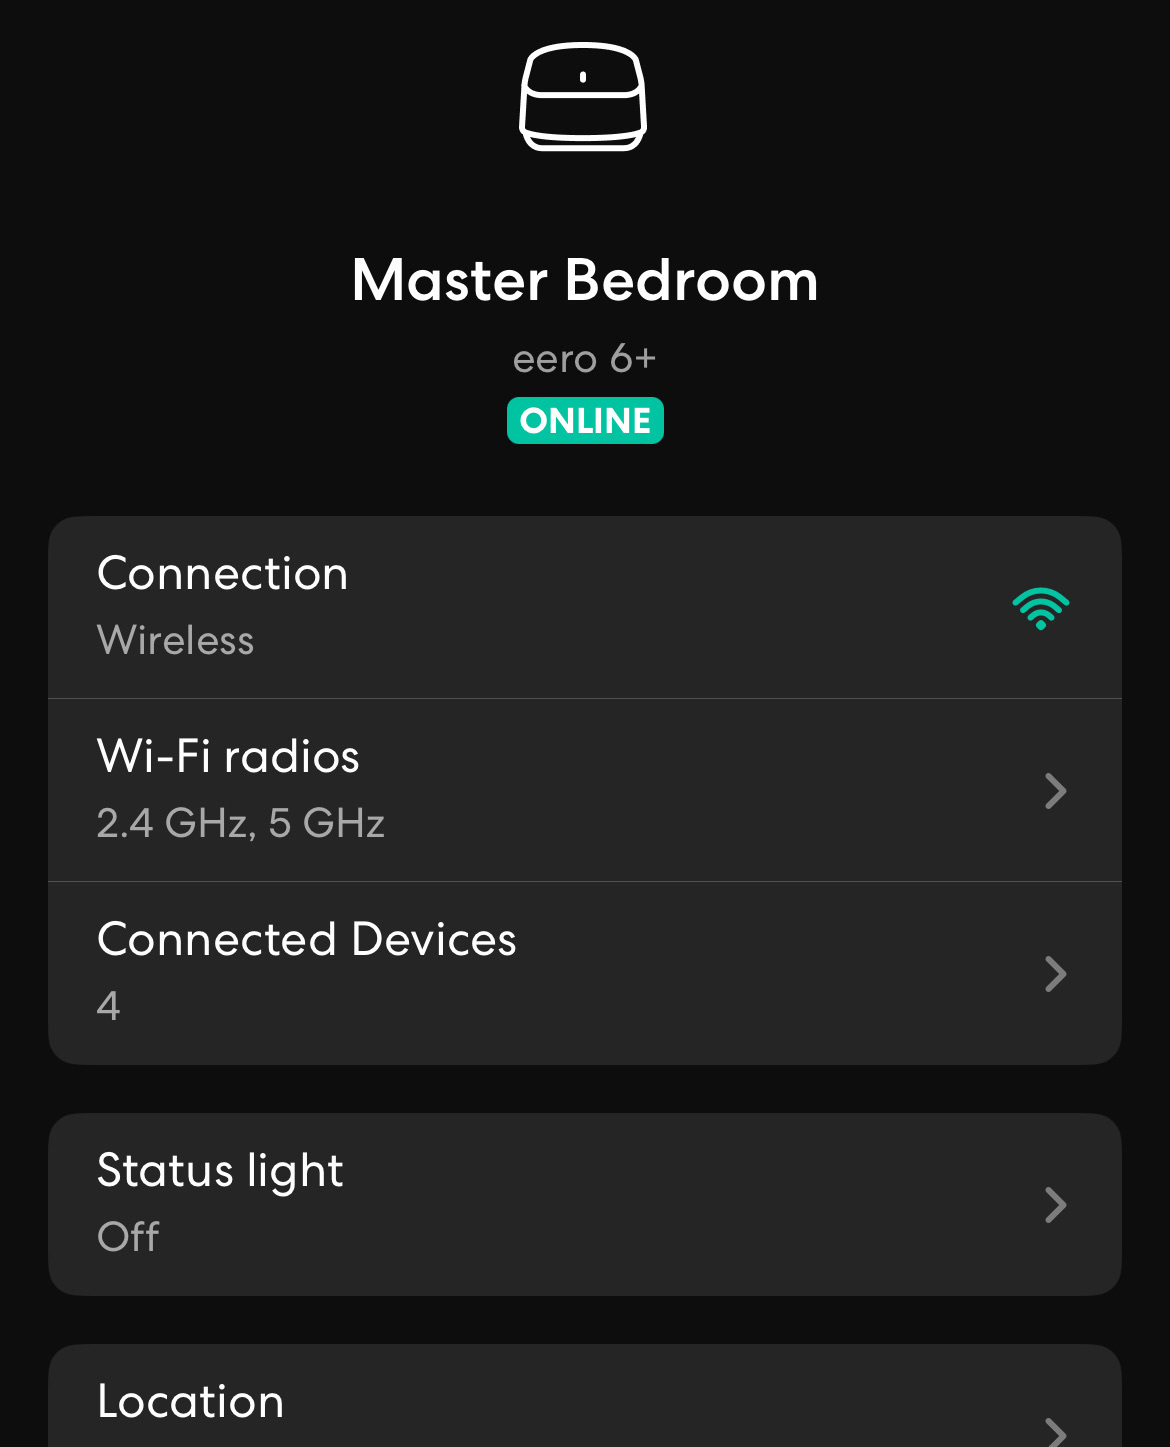 Master Bedroom
eero 6+
ONLINE
Connection
Wireless
Wi-Fi radios
2.4 GHz, 5 GHz
Connected Devices
4
Status light
Off
Location